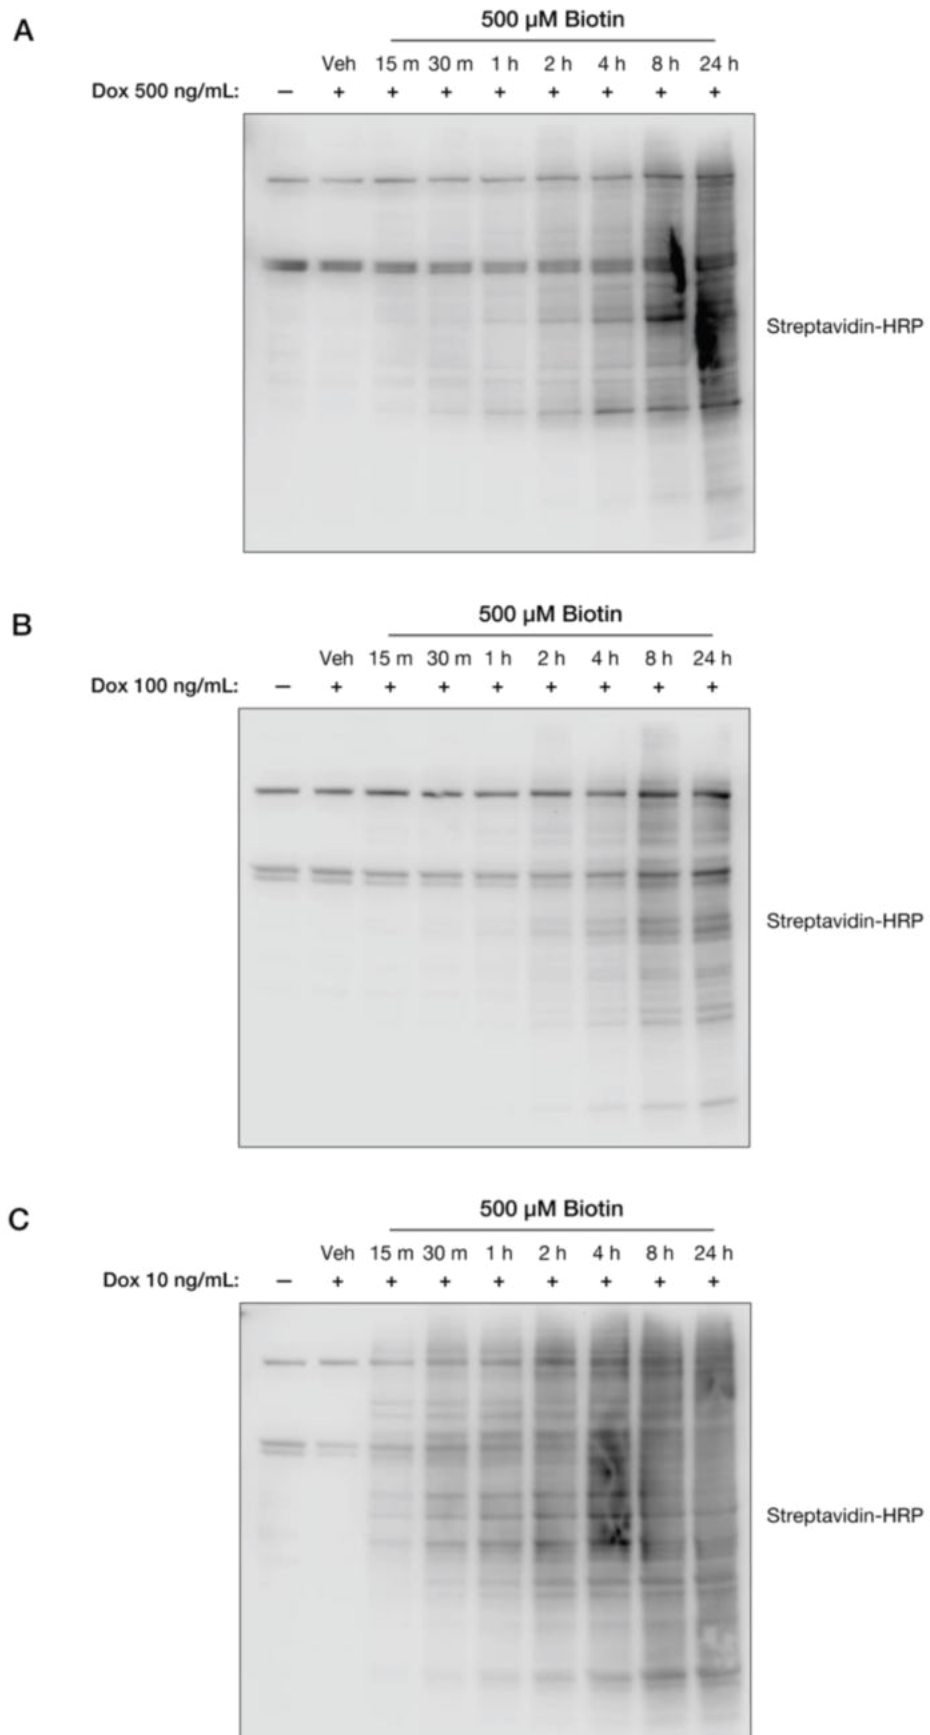 A
500 µM Biotin
Veh 15 m 30 m 1 h 2 h 4 h 8 h 24 h
Dox 500 ng/mL: — + + + + + + + +
Streptavidin-HRP
B
500 µM Biotin
Veh 15 m 30 m 1 h 2 h 4 h 8 h 24 h
Dox 100 ng/mL: — + + + + + + + +
Streptavidin-HRP
C
500 µM Biotin
Veh 15 m 30 m 1 h 2 h 4 h 8 h 24 h
Dox 10 ng/mL: — + + + + + + + +
Streptavidin-HRP